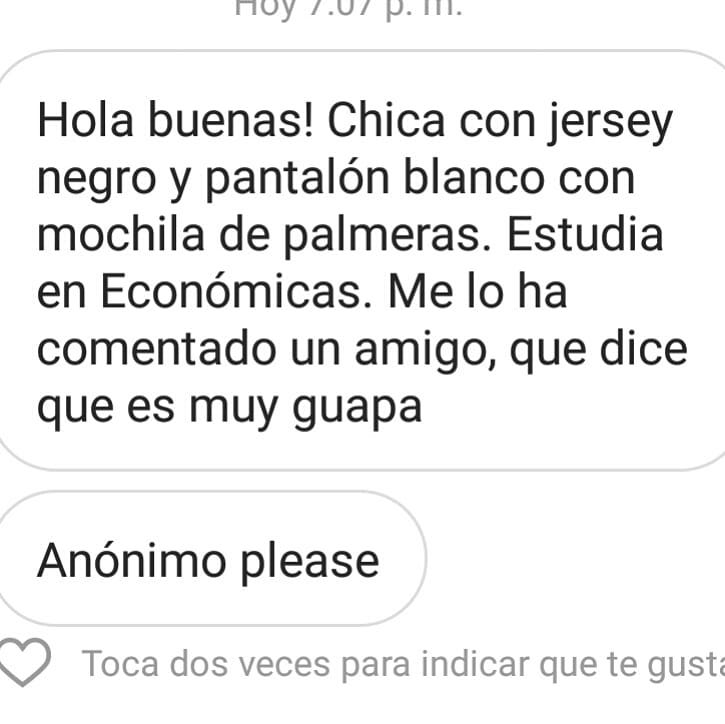 Hoy 7:07 p. m.
Hola buenas! Chica con jersey
negro y pantalón blanco con
mochila de palmeras. Estudia
en Económicas. Me lo ha
comentado un amigo, que dice
que es muy guapa
Anónimo please
Toca dos veces para indicar que te gusta